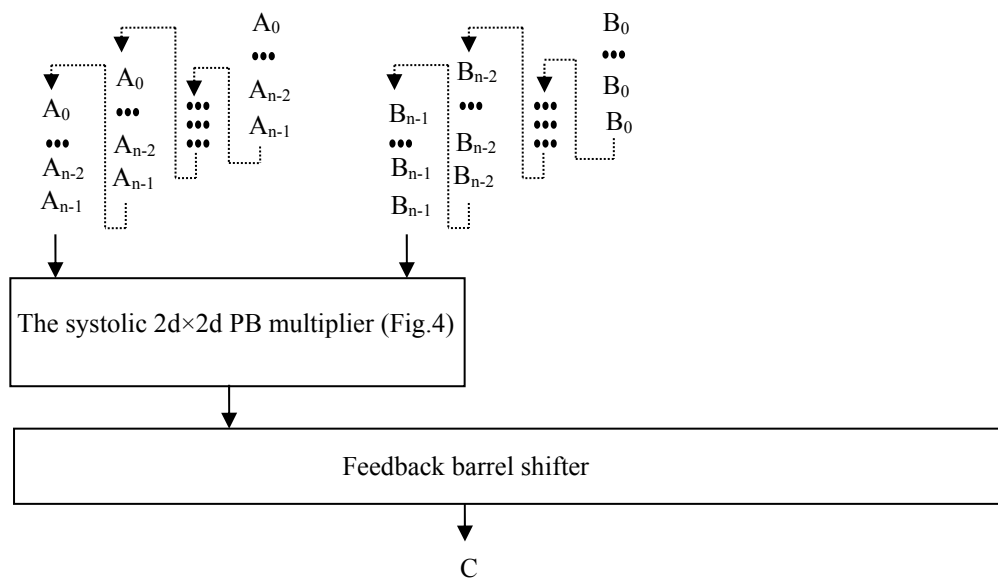 A0
•••
An-2
An-1
A0
•••
An-2
An-1
•••
•••
•••
A0
•••
An-2
An-1
Bn-1
•••
Bn-1
Bn-1
Bn-2
•••
Bn-2
Bn-2
•••
•••
•••
B0
•••
B0
B0
The systolic 2d×2d PB multiplier (Fig.4)
Feedback barrel shifter
C